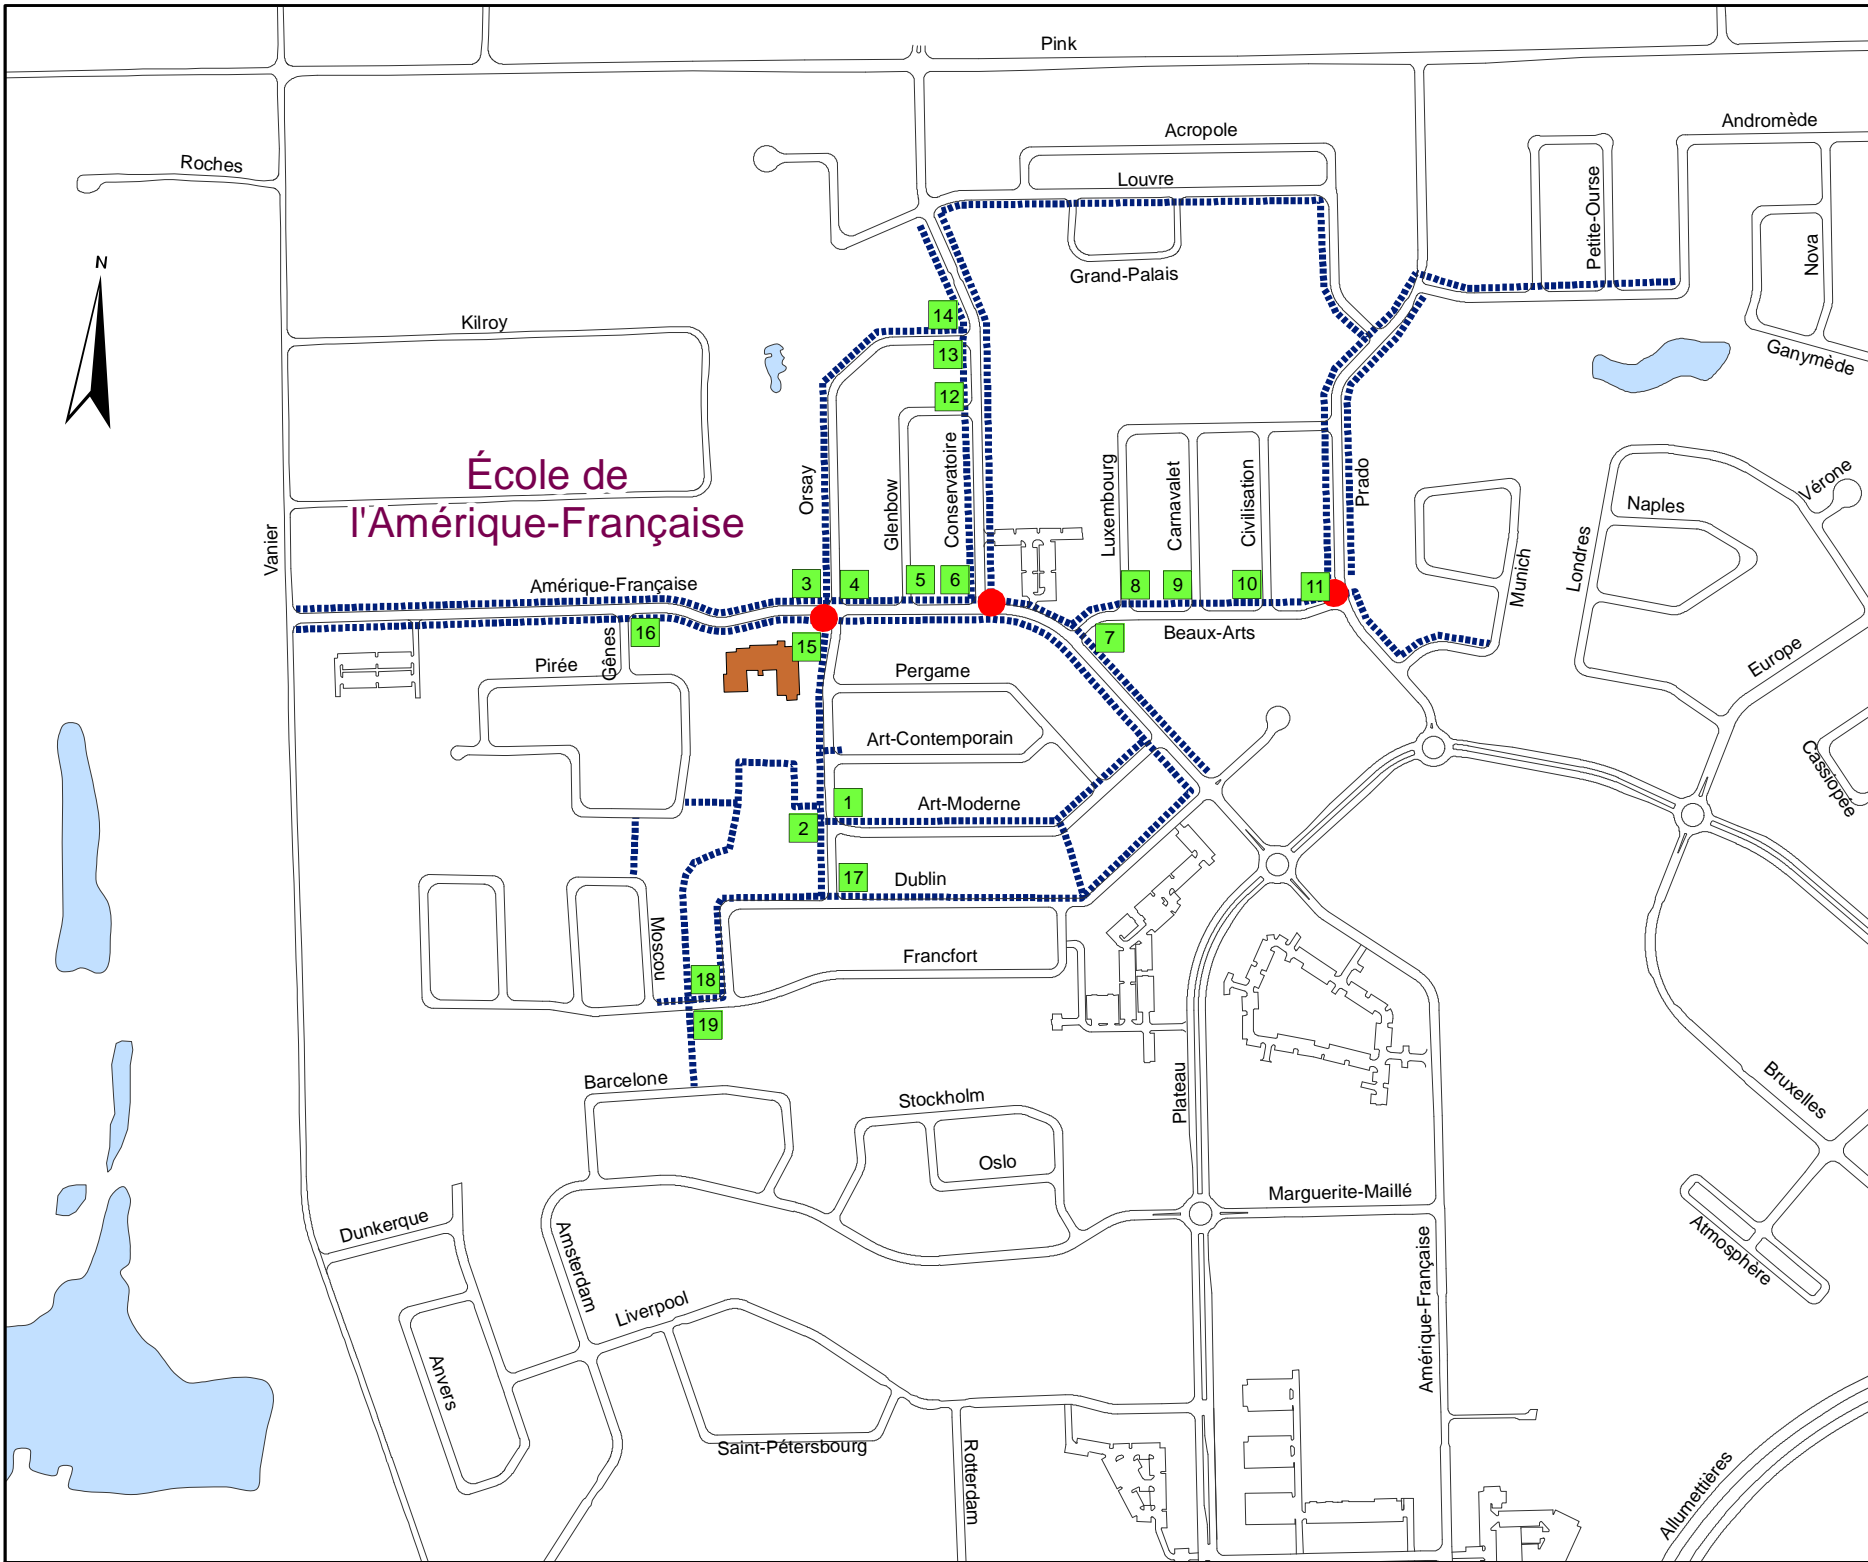 Pink
Acropole
Andromède
Roches
Louvre
Petite-Ourse
Nova
N
Grand-Palais
14
Kilroy
13
Ganymède
12
École de
l'Amérique-Française
Orsay
Glenbow
Conservatoire
Luxembourg
Carnavalet
Civilisation
Prado
Londres
Naples
Vérone
Vanier
Munich
Amérique-Française
3
4
5
6
8
9
10
11
16
15
7
Beaux-Arts
Gênes
Pirée
Pergame
Europe
Art-Contemporain
Cassiopée
1
Art-Moderne
2
17
Dublin
Moscou
Francfort
18
19
Barcelone
Stockholm
Plateau
Bruxelles
Oslo
Marguerite-Maillé
Dunkerque
Amsterdam
Atmosphère
Liverpool
Amérique-Française
Anvers
Saint-Pétersbourg
Rotterdam
Allumettières